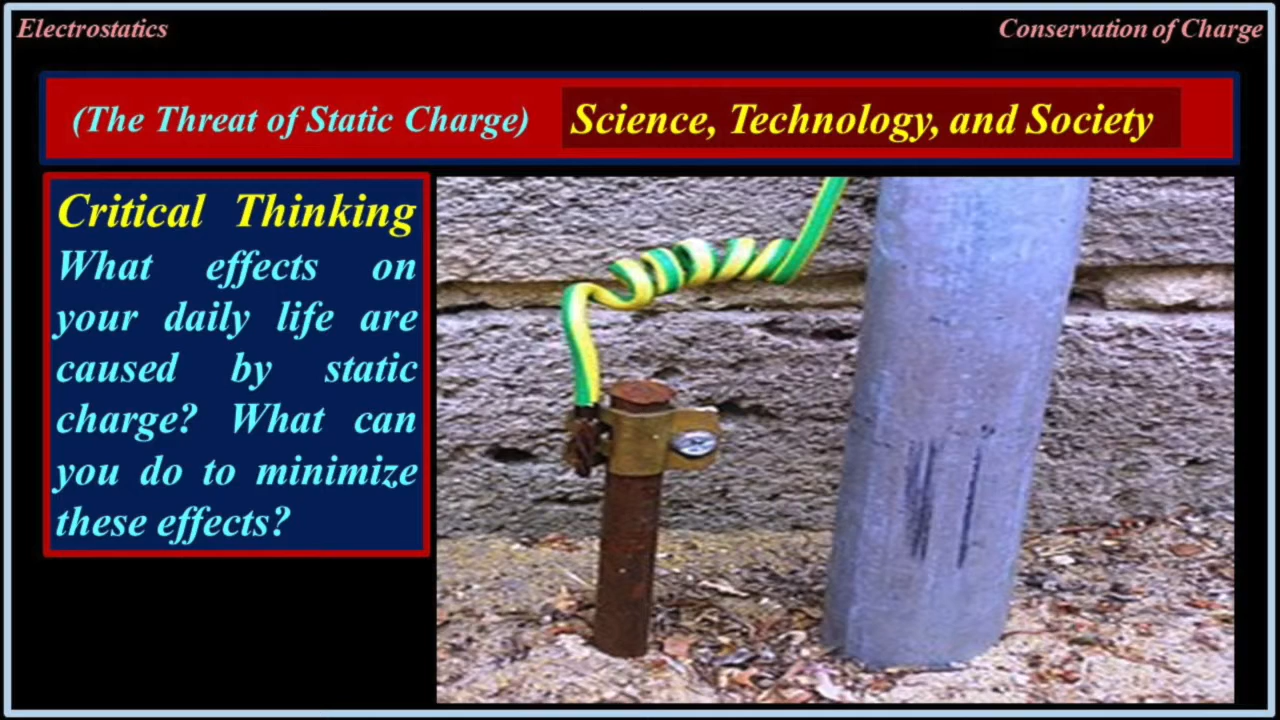 Electrostatics
Conservation of Charge
(The Threat of Static Charge) Science, Technology, and Society
Critical Thinking
What effects on
your daily life are
caused by static
charge? What can
you do to minimize
these effects?